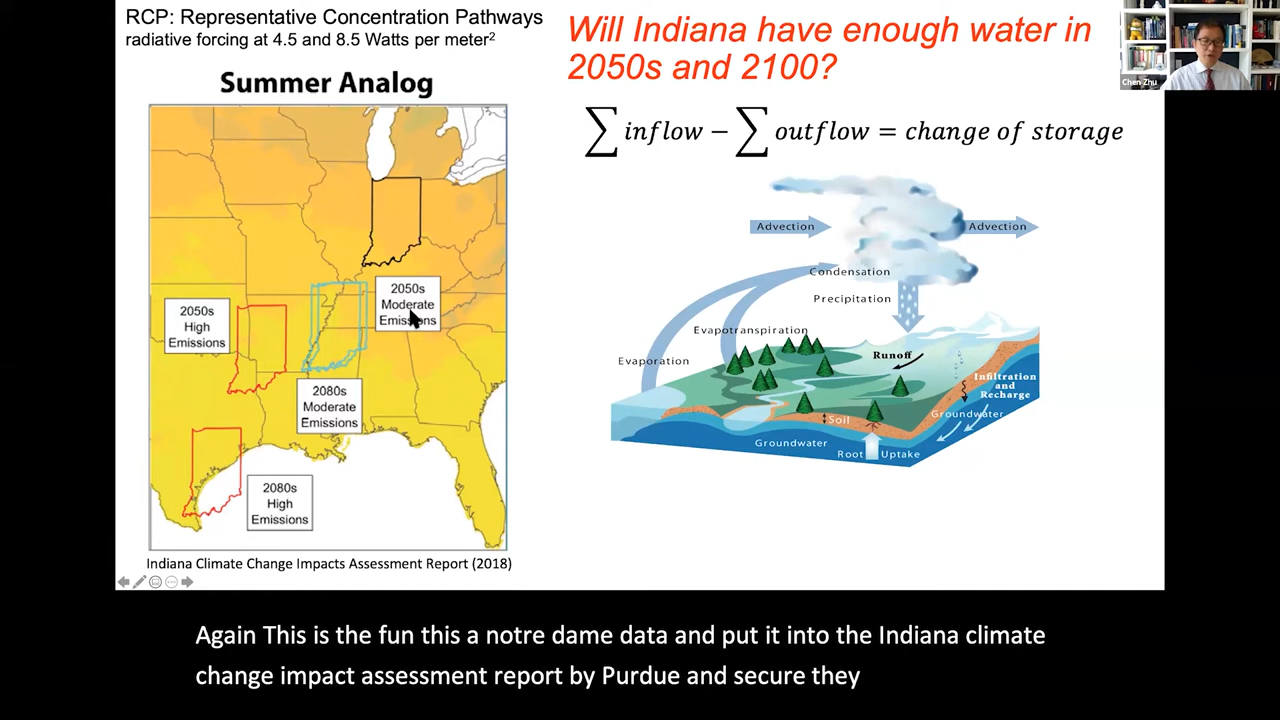 RCP: Representative Concentration Pathways
radiative forcing at 4.5 and 8.5 Watts per meter²
Summer Analog
2050s
Moderate
Emissions
2050s
High
Emissions
2080s
Moderate
Emissions
2080s
High
Emissions
Indiana Climate Change Impacts Assessment Report (2018)
Will Indiana have enough water in
2050s and 2100?
∑ inflow − ∑ outflow = change of storage
Advection
Advection
Condensation
Precipitation
Evapotranspiration
Evaporation
Runoff
Infiltration
and
Recharge
Groundwater
Soil
Groundwater
Root Uptake
Chen Zhu
Again This is the fun this a notre dame data and put it into the Indiana climate
change impact assessment report by Purdue and secure they